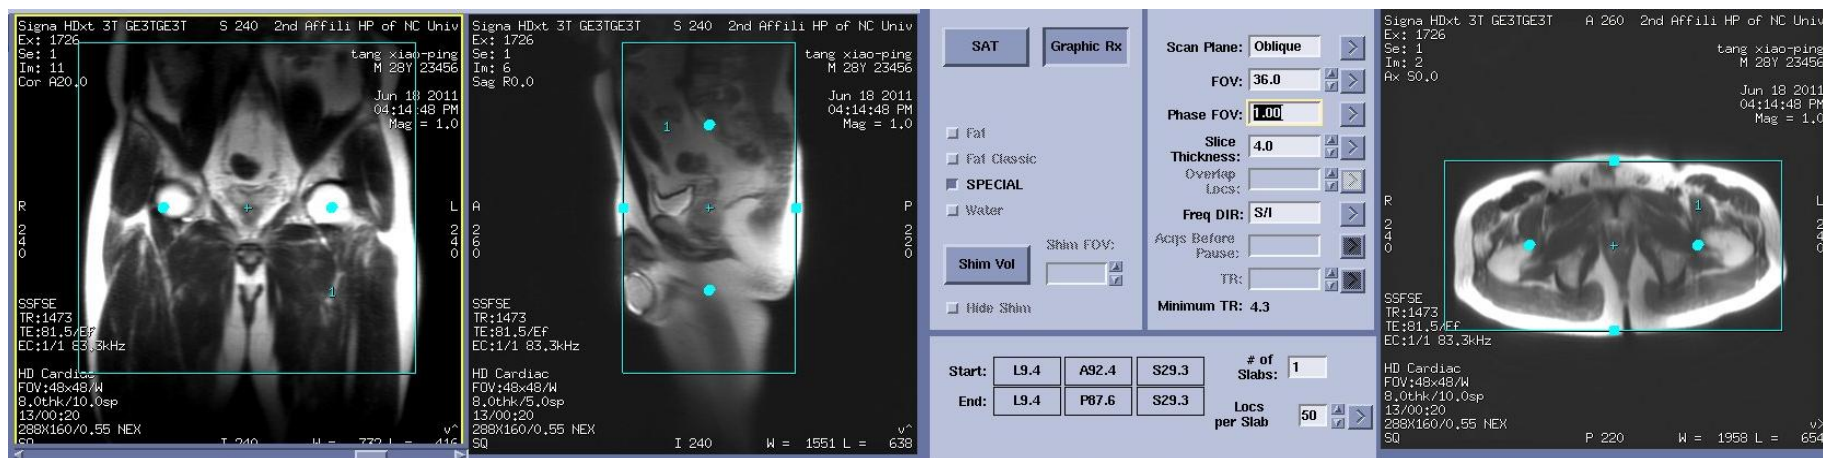 Signa HDxt 3T GE3TGE3T S 240 2nd Affili HP of NC Univ
Ex: 1726
Se: 1
Im: 11
Cor A20.0
tang xiao-ping
M 28Y 23456
Jun 18 2011
04:14:48 PM
Mag = 1.0
R
240
L
240
1
SSFSE
TR:1473
TE:81.5/Ef
EC:1/1 83.3kHz
HD Cardiac
FOV:48x48/W
8.0thk/10.0sp
13/00:20
288X160/0.55 NEX
SQ I 240 W = 732 L = 416
v^
Signa HDxt 3T GE3TGE3T S 240 2nd Affili HP of NC Univ
Ex: 1726
Se: 1
Im: 6
Sag R0.0
tang xiao-ping
M 28Y 23456
Jun 18 2011
04:14:48 PM
Mag = 1.0
1
A
260
P
220
SSFSE
TR:1473
TE:81.5/Ef
EC:1/1 83.3kHz
HD Cardiac
FOV:48x48/W
8.0thk/5.0sp
13/00:20
288X160/0.55 NEX
SQ I 240 W = 1551 L = 638
v^
SAT
Graphic Rx
Fat
Fat Classic
SPECIAL
Water
Shim Vol
Shim FOV:
Hide Shim
Scan Plane: Oblique >
FOV: 36.0 >
Phase FOV: 1.00 >
Slice Thickness: 4.0 >
Overlap Locs: >
Freq DIR: S/I >
Acqs Before Pause: >
TR: >
Minimum TR: 4.3
Start: L9.4 A92.4 S29.3
End: L9.4 P87.6 S29.3
# of Slabs: 1
Locs per Slab 50 >
Signa HDxt 3T GE3TGE3T A 260 2nd Affili HP of NC Univ
Ex: 1726
Se: 1
Im: 2
Ax S0.0
tang xiao-ping
M 28Y 23456
Jun 18 2011
04:14:48 PM
Mag = 1.0
R
240
L
240
1
SSFSE
TR:1473
TE:81.5/Ef
EC:1/1 83.3kHz
HD Cardiac
FOV:48x48/W
8.0thk/10.0sp
13/00:20
288X160/0.55 NEX
SQ P 220 W = 1958 L = 654
v>